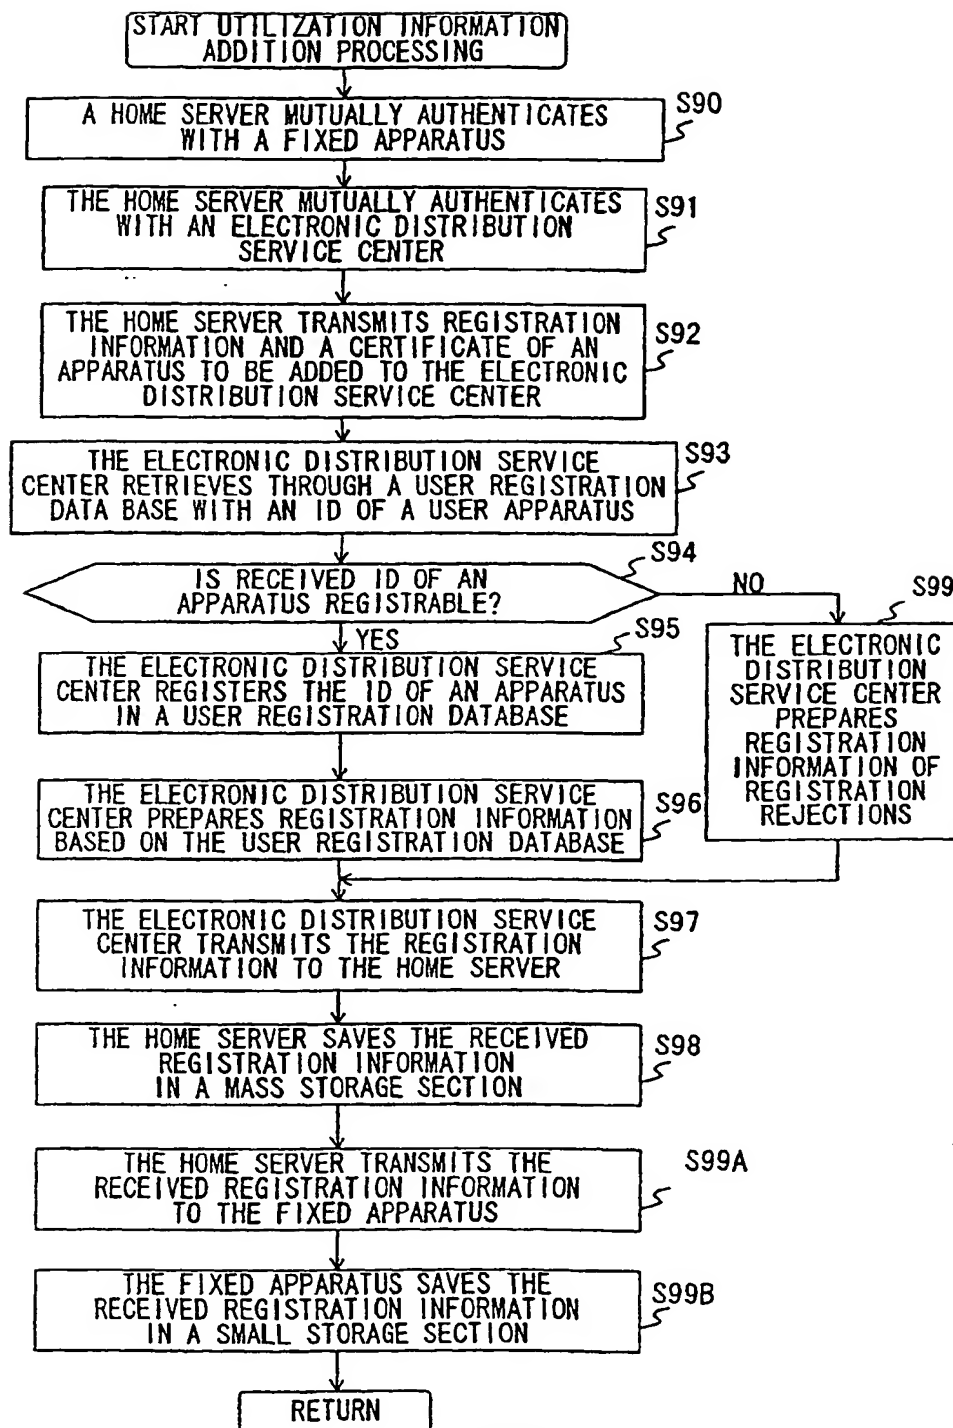 START UTILIZATION INFORMATION
ADDITION PROCESSING
A HOME SERVER MUTUALLY AUTHENTICATES
WITH A FIXED APPARATUS
S90
THE HOME SERVER MUTUALLY AUTHENTICATES
WITH AN ELECTRONIC DISTRIBUTION
SERVICE CENTER
S91
THE HOME SERVER TRANSMITS REGISTRATION
INFORMATION AND A CERTIFICATE OF AN
APPARATUS TO BE ADDED TO THE ELECTRONIC
DISTRIBUTION SERVICE CENTER
S92
THE ELECTRONIC DISTRIBUTION SERVICE
CENTER RETRIEVES THROUGH A USER REGISTRATION
DATA BASE WITH AN ID OF A USER APPARATUS
S93
IS RECEIVED ID OF AN
APPARATUS REGISTRABLE?
S94
NO
YES
THE ELECTRONIC DISTRIBUTION SERVICE
CENTER REGISTERS THE ID OF AN APPARATUS
IN A USER REGISTRATION DATABASE
S95
S99
THE ELECTRONIC
DISTRIBUTION
SERVICE CENTER
PREPARES
REGISTRATION
INFORMATION OF
REGISTRATION
REJECTIONS
THE ELECTRONIC DISTRIBUTION SERVICE
CENTER PREPARES REGISTRATION INFORMATION
BASED ON THE USER REGISTRATION DATABASE
S96
THE ELECTRONIC DISTRIBUTION SERVICE
CENTER TRANSMITS THE REGISTRATION
INFORMATION TO THE HOME SERVER
S97
THE HOME SERVER SAVES THE RECEIVED
REGISTRATION INFORMATION
IN A MASS STORAGE SECTION
S98
THE HOME SERVER TRANSMITS THE
RECEIVED REGISTRATION INFORMATION
TO THE FIXED APPARATUS
S99A
THE FIXED APPARATUS SAVES THE
RECEIVED REGISTRATION INFORMATION
IN A SMALL STORAGE SECTION
S99B
RETURN